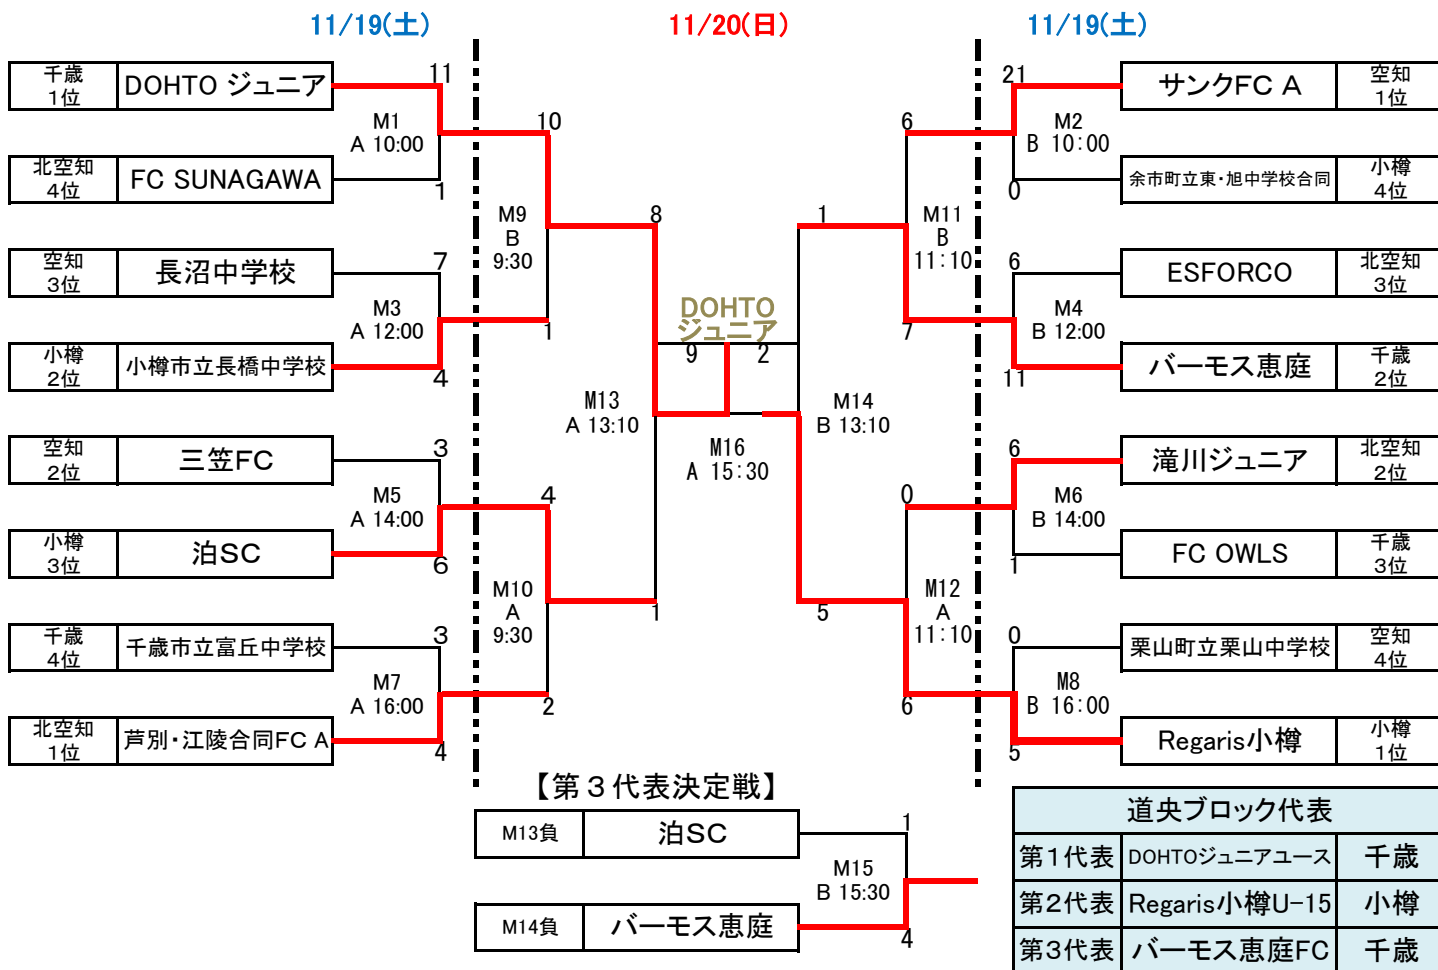 11/19(土)
11/20(日)
11/19(土)
千歳
1位
DOHTO ジュニア
11
M1
A 10:00
北空知
4位
FC SUNAGAWA
1
空知
3位
長沼中学校
7
M3
A 12:00
小樽
2位
小樽市立長橋中学校
4
空知
2位
三笠FC
3
M5
A 14:00
小樽
3位
泊SC
6
千歳
4位
千歳市立富丘中学校
3
M7
A 16:00
北空知
1位
芦別・江陵合同FC A
4
10
M9
B
9:30
1
4
M10
A
9:30
2
8
M13
A 13:10
1
DOHTO
ジュニア
9
2
M16
A 15:30
1
M14
B 13:10
5
6
M11
B
11:10
7
0
M12
A
11:10
6
21
サンクFC A
空知
1位
M2
B 10:00
0
余市町立東・旭中学校合同
小樽
4位
6
ESFORCO
北空知
3位
M4
B 12:00
11
バーモス恵庭
千歳
2位
6
滝川ジュニア
北空知
2位
M6
B 14:00
1
FC OWLS
千歳
3位
0
栗山町立栗山中学校
空知
4位
M8
B 16:00
5
Regaris小樽
小樽
1位
【第３代表決定戦】
M13負
泊SC
1
M15
B 15:30
M14負
バーモス恵庭
4
道央ブロック代表
第1代表 DOHTOジュニアユース 千歳
第2代表 Regaris小樽U-15 小樽
第3代表 バーモス恵庭FC 千歳